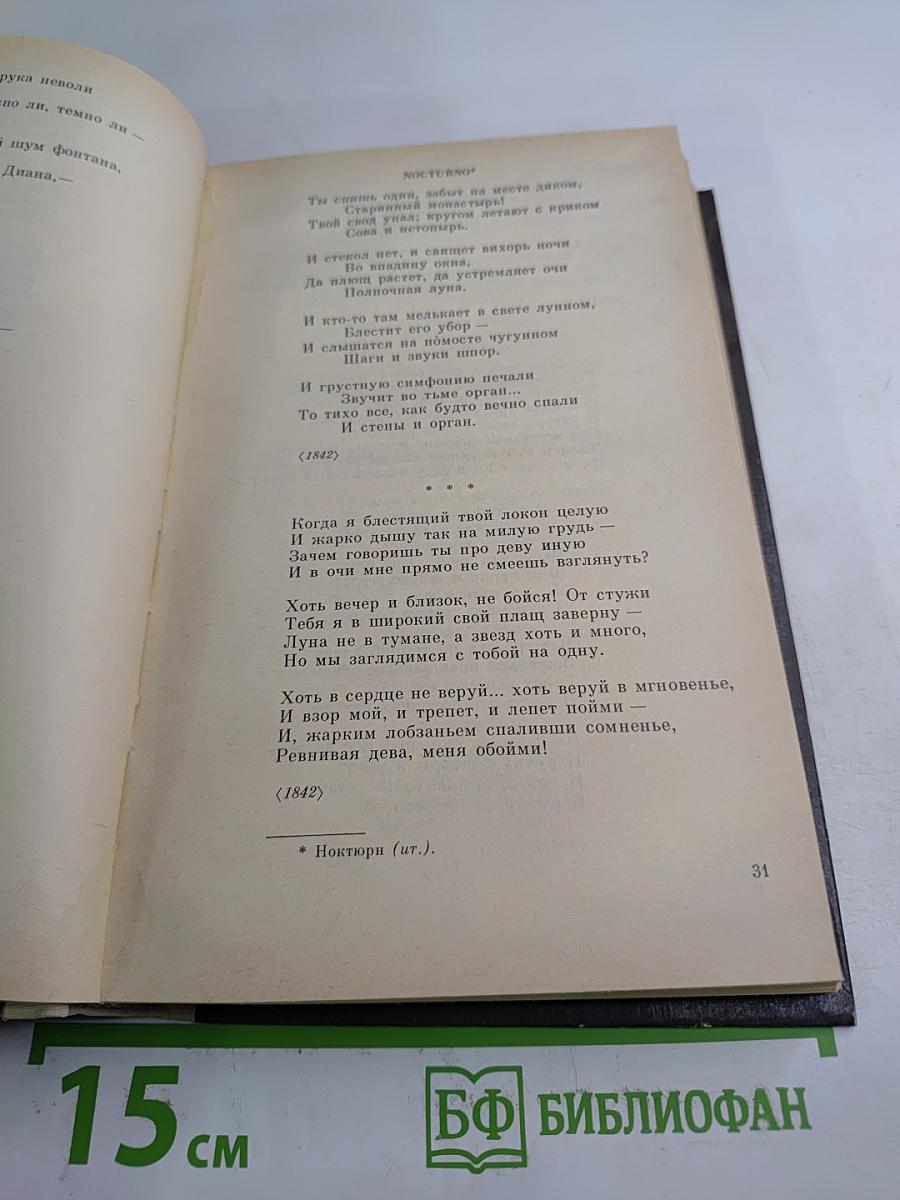 рука неволи
но ли, темно ли —
й шум фонтана,
Диана,—
NOCTURNO*
Ты спишь один, забыт на месте диком,
Старинный монастырь!
Твой свод упал; кругом летают с криком
Сова и нетопырь.
И стекол нет, и свищет вихорь ночи
Во впадину окна,
Да плющ растет, да устремляет очи
Полночная луна.
И кто-то там мелькает в свете лунном,
Блестит его убор —
И слышатся на помосте чугунном
Шаги и звуки шпор.
И грустную симфонию печали
Звучит во тьме орган...
То тихо все, как будто вечно спали
И стены и орган.
⟨1842⟩
* * *
Когда я блестящий твой локон целую
И жарко дышу так на милую грудь —
Зачем говоришь ты про деву иную
И в очи мне прямо не смеешь взглянуть?
Хоть вечер и близок, не бойся! От стужи
Тебя я в широкий свой плащ заверну —
Луна не в тумане, а звезд хоть и много,
Но мы заглядимся с тобой на одну.
Хоть в сердце не веруй... хоть веруй в мгновенье,
И взор мой, и трепет, и лепет пойми —
И, жарким лобзаньем спаливши сомненье,
Ревнивая дева, меня обойми!
⟨1842⟩
* Ноктюрн (ит.).
31
15 см
БФ БИБЛИОФАН